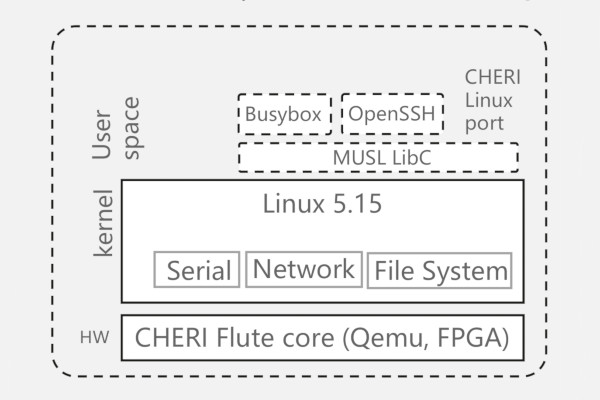 CHERI
Linux
port
User
space
Busybox
OpenSSH
MUSL LibC
kernel
Linux 5.15
Serial
Network
File System
HW
CHERI Flute core (Qemu, FPGA)